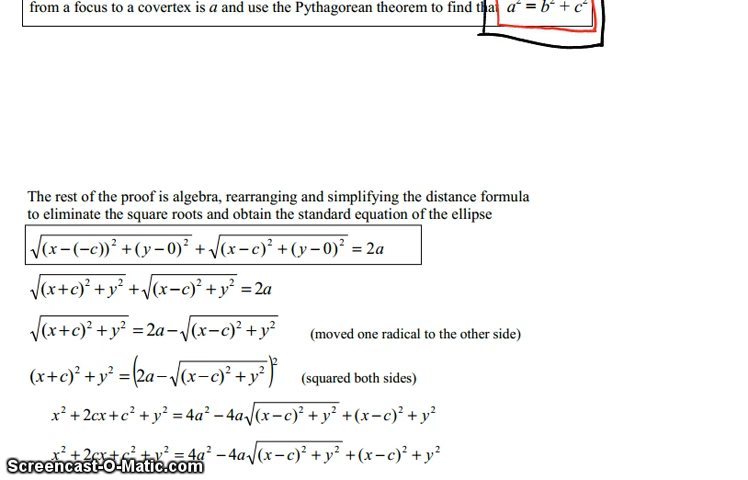 from a focus to a covertex is a and use the Pythagorean theorem to find that a² = b² + c²
The rest of the proof is algebra, rearranging and simplifying the distance formula
to eliminate the square roots and obtain the standard equation of the ellipse
√((x−(−c))² + (y−0)²) + √((x−c)² + (y−0)²) = 2a
√((x+c)² + y²) + √((x−c)² + y²) = 2a
√((x+c)² + y²) = 2a − √((x−c)² + y²) (moved one radical to the other side)
(x+c)² + y² = (2a − √((x−c)² + y²))² (squared both sides)
x² + 2cx + c² + y² = 4a² − 4a√((x−c)² + y²) + (x−c)² + y²
x² + 2cx + c² + y² = 4a² − 4a√((x−c)² + y²) + (x−c)² + y²
Screencast-O-Matic.com